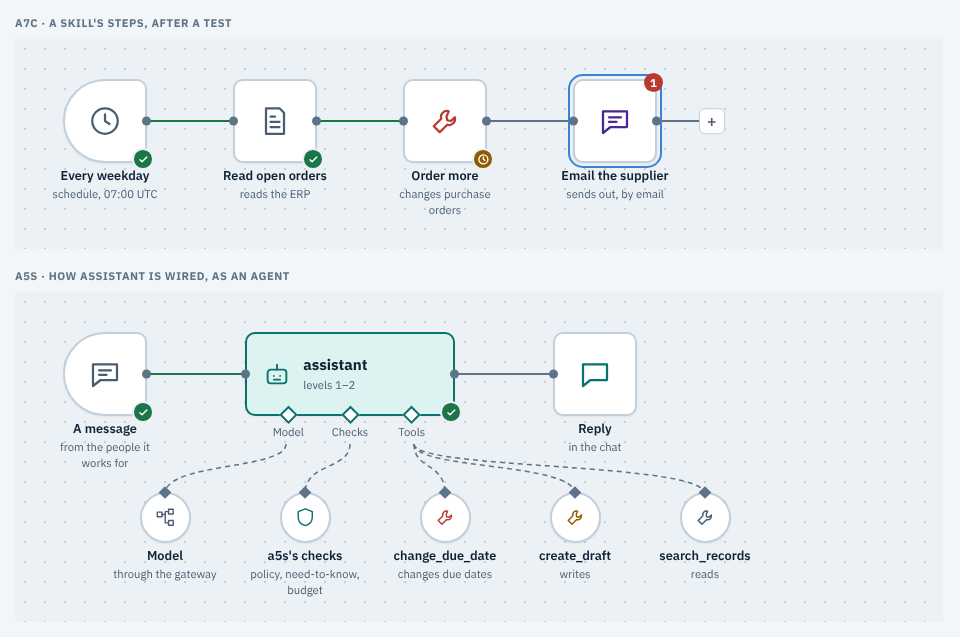 A7C · A SKILL'S STEPS, AFTER A TEST
1
+
Every weekday
schedule, 07:00 UTC
Read open orders
reads the ERP
Order more
changes purchase
orders
Email the supplier
sends out, by email
A5S · HOW ASSISTANT IS WIRED, AS AN AGENT
assistant
levels 1–2
Model
Checks
Tools
A message
from the people it
works for
Reply
in the chat
Model
through the gateway
a5s's checks
policy, need-to-know,
budget
change_due_date
changes due dates
create_draft
writes
search_records
reads